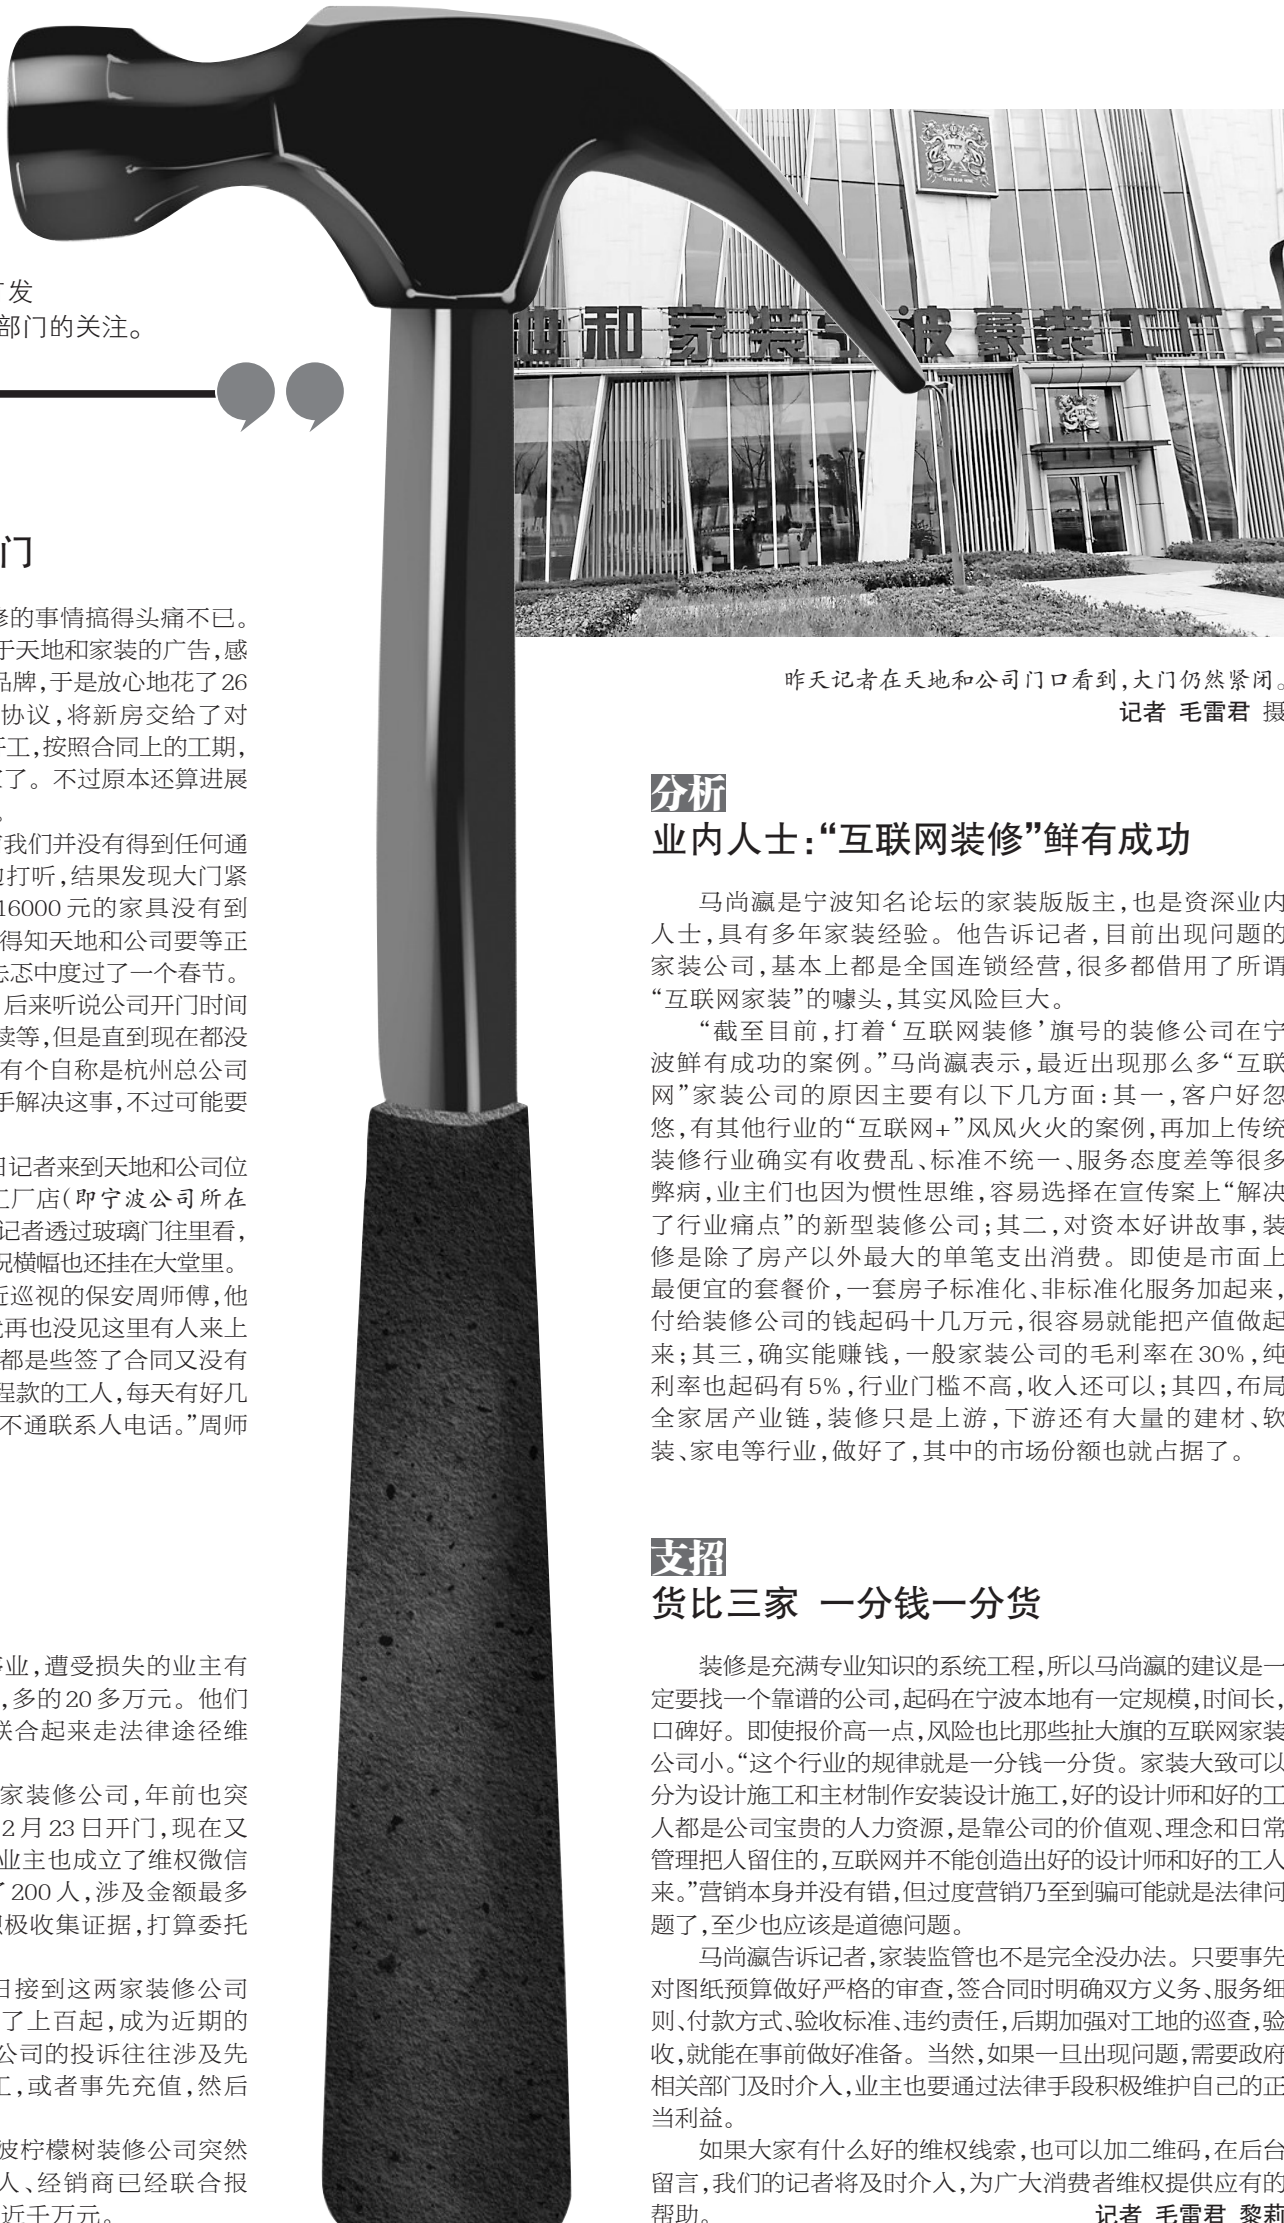 发
部门的关注。
门
修的事情搞得头痛不已。
于天地和家装的广告,感
品牌,于是放心地花了26
协议,将新房交给了对
开工,按照合同上的工期,
了。不过原本还算进展
。
我们并没有得到任何通
打听,结果发现大门紧
16000元的家具没有到
得知天地和公司要等正
忐忑中度过了一个春节。
后来听说公司开门时间
续等,但是直到现在都没
有个自称是杭州总公司
手解决这事,不过可能要
日记者来到天地和公司位
工厂店(即宁波公司所在
记者透过玻璃门往里看,
况横幅也还挂在大堂里。
近巡视的保安周师傅,他
再也没见这里有人来上
都是些签了合同又没有
程款的工人,每天有好几
不通联系人电话。”周师
业,遭受损失的业主有
,多的20多万元。他们
联合起来走法律途径维
家装修公司,年前也突
2月23日开门,现在又
业主也成立了维权微信
了200人,涉及金额最多
积极收集证据,打算委托
日接到这两家装修公司
了上百起,成为近期的
公司的投诉往往涉及先
工,或者事先充值,然后
波柠檬树装修公司突然
人、经销商已经联合报
近千万元。
地和家装宁波豪装工厂店
昨天记者在天地和公司门口看到,大门仍然紧闭。
记者 毛雷君 摄
分析
业内人士:“互联网装修”鲜有成功
马尚瀛是宁波知名论坛的家装版版主,也是资深业内
人士,具有多年家装经验。他告诉记者,目前出现问题的
家装公司,基本上都是全国连锁经营,很多都借用了所谓
“互联网家装”的噱头,其实风险巨大。
“截至目前,打着‘互联网装修’旗号的装修公司在宁
波鲜有成功的案例。”马尚瀛表示,最近出现那么多“互联
网”家装公司的原因主要有以下几方面:其一,客户好忽
悠,有其他行业的“互联网+”风风火火的案例,再加上传统
装修行业确实有收费乱、标准不统一、服务态度差等很多
弊病,业主们也因为惯性思维,容易选择在宣传案上“解决
了行业痛点”的新型装修公司;其二,对资本好讲故事,装
修是除了房产以外最大的单笔支出消费。即使是市面上
最便宜的套餐价,一套房子标准化、非标准化服务加起来,
付给装修公司的钱起码十几万元,很容易就能把产值做起
来;其三,确实能赚钱,一般家装公司的毛利率在30%,纯
利率也起码有5%,行业门槛不高,收入还可以;其四,布局
全家居产业链,装修只是上游,下游还有大量的建材、软
装、家电等行业,做好了,其中的市场份额也就占据了。
支招
货比三家 一分钱一分货
装修是充满专业知识的系统工程,所以马尚瀛的建议是一
定要找一个靠谱的公司,起码在宁波本地有一定规模,时间长,
口碑好。即使报价高一点,风险也比那些扯大旗的互联网家装
公司小。“这个行业的规律就是一分钱一分货。家装大致可以
分为设计施工和主材制作安装设计施工,好的设计师和好的工
人都是公司宝贵的人力资源,是靠公司的价值观、理念和日常
管理把人留住的,互联网并不能创造出好的设计师和好的工人
来。”营销本身并没有错,但过度营销乃至到骗可能就是法律问
题了,至少也应该是道德问题。
马尚瀛告诉记者,家装监管也不是完全没办法。只要事先
对图纸预算做好严格的审查,签合同时明确双方义务、服务细
则、付款方式、验收标准、违约责任,后期加强对工地的巡查,验
收,就能在事前做好准备。当然,如果一旦出现问题,需要政府
相关部门及时介入,业主也要通过法律手段积极维护自己的正
当利益。
如果大家有什么好的维权线索,也可以加二维码,在后台
留言,我们的记者将及时介入,为广大消费者维权提供应有的
帮助。 记者 毛雷君 黎莉